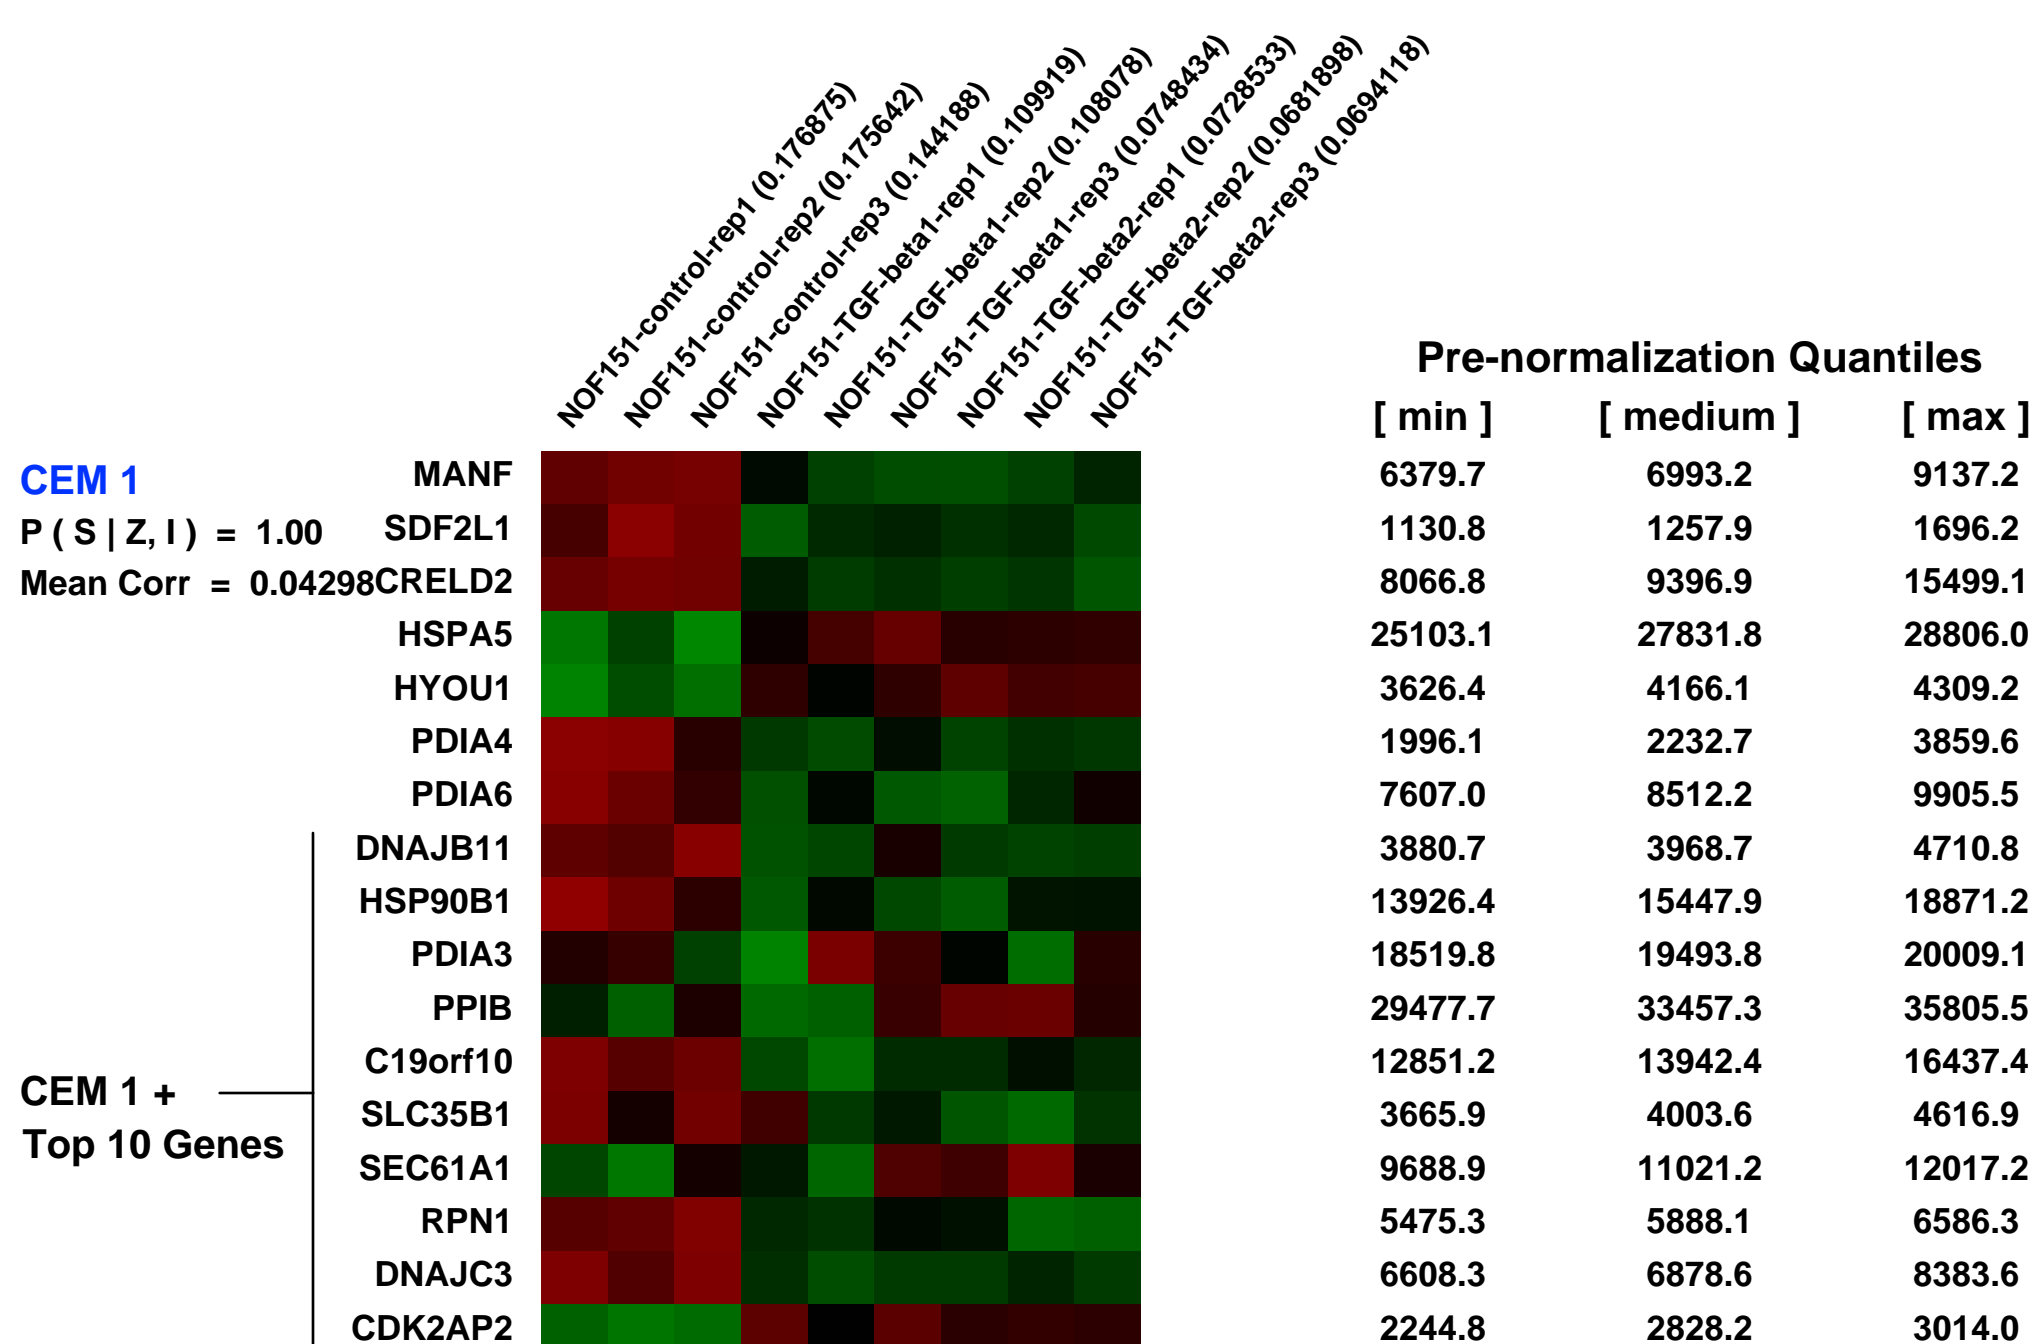 NOF151-control-rep1 (0.176875)
NOF151-control-rep2 (0.175642)
NOF151-control-rep3 (0.144188)
NOF151-TGF-beta1-rep1 (0.109919)
NOF151-TGF-beta1-rep2 (0.108078)
NOF151-TGF-beta1-rep3 (0.0748434)
NOF151-TGF-beta2-rep1 (0.0728533)
NOF151-TGF-beta2-rep2 (0.0681898)
NOF151-TGF-beta2-rep3 (0.0694118)
Pre-normalization Quantiles
[ min ] [ medium ] [ max ]
CEM 1 MANF 6379.7 6993.2 9137.2
P ( S | Z, I ) = 1.00 SDF2L1 1130.8 1257.9 1696.2
Mean Corr = 0.04298 CRELD2 8066.8 9396.9 15499.1
HSPA5 25103.1 27831.8 28806.0
HYOU1 3626.4 4166.1 4309.2
PDIA4 1996.1 2232.7 3859.6
PDIA6 7607.0 8512.2 9905.5
DNAJB11 3880.7 3968.7 4710.8
HSP90B1 13926.4 15447.9 18871.2
PDIA3 18519.8 19493.8 20009.1
PPIB 29477.7 33457.3 35805.5
C19orf10 12851.2 13942.4 16437.4
CEM 1 +
SLC35B1 3665.9 4003.6 4616.9
Top 10 Genes
SEC61A1 9688.9 11021.2 12017.2
RPN1 5475.3 5888.1 6586.3
DNAJC3 6608.3 6878.6 8383.6
CDK2AP2 2244.8 2828.2 3014.0